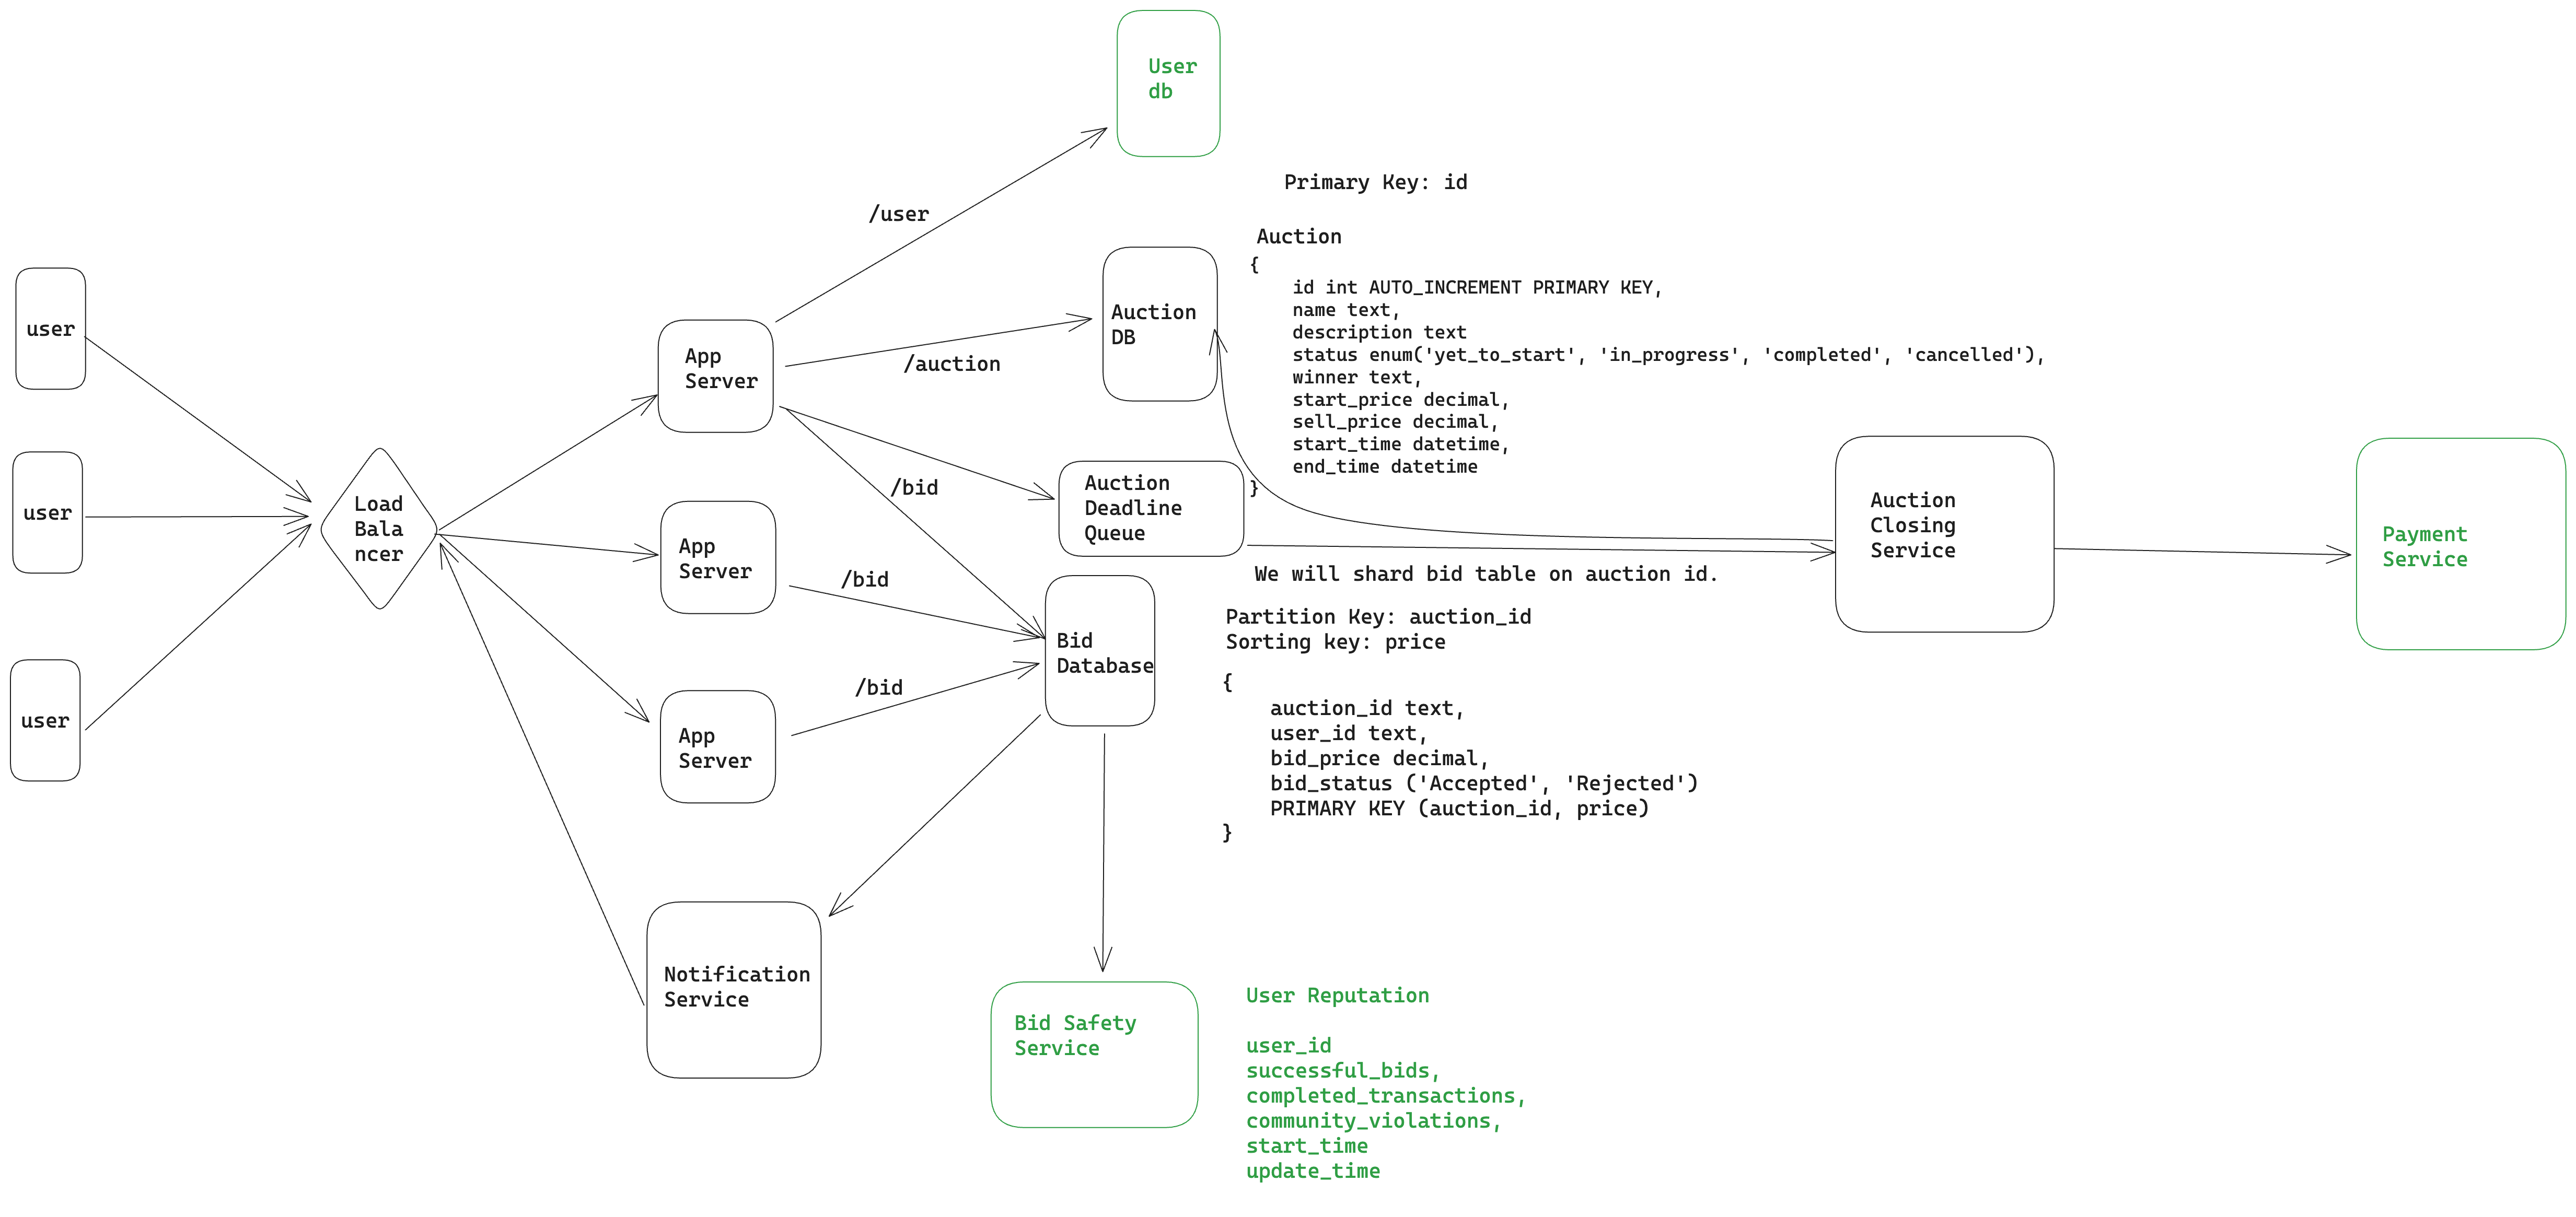 User
db
Primary Key: id
/user
Auction
{
id int AUTO_INCREMENT PRIMARY KEY,
name text,
description text
status enum('yet_to_start', 'in_progress', 'completed', 'cancelled'),
winner text,
start_price decimal,
sell_price decimal,
start_time datetime,
end_time datetime
}
user
user
user
Load
Bala
ncer
App
Server
App
Server
App
Server
/auction
Auction
DB
/bid
/bid
/bid
Auction
Deadline
Queue
Auction
Closing
Service
Payment
Service
We will shard bid table on auction id.
Partition Key: auction_id
Sorting key: price
Bid
Database
{
auction_id text,
user_id text,
bid_price decimal,
bid_status ('Accepted', 'Rejected')
PRIMARY KEY (auction_id, price)
}
Notification
Service
Bid Safety
Service
User Reputation
user_id
successful_bids,
completed_transactions,
community_violations,
start_time
update_time